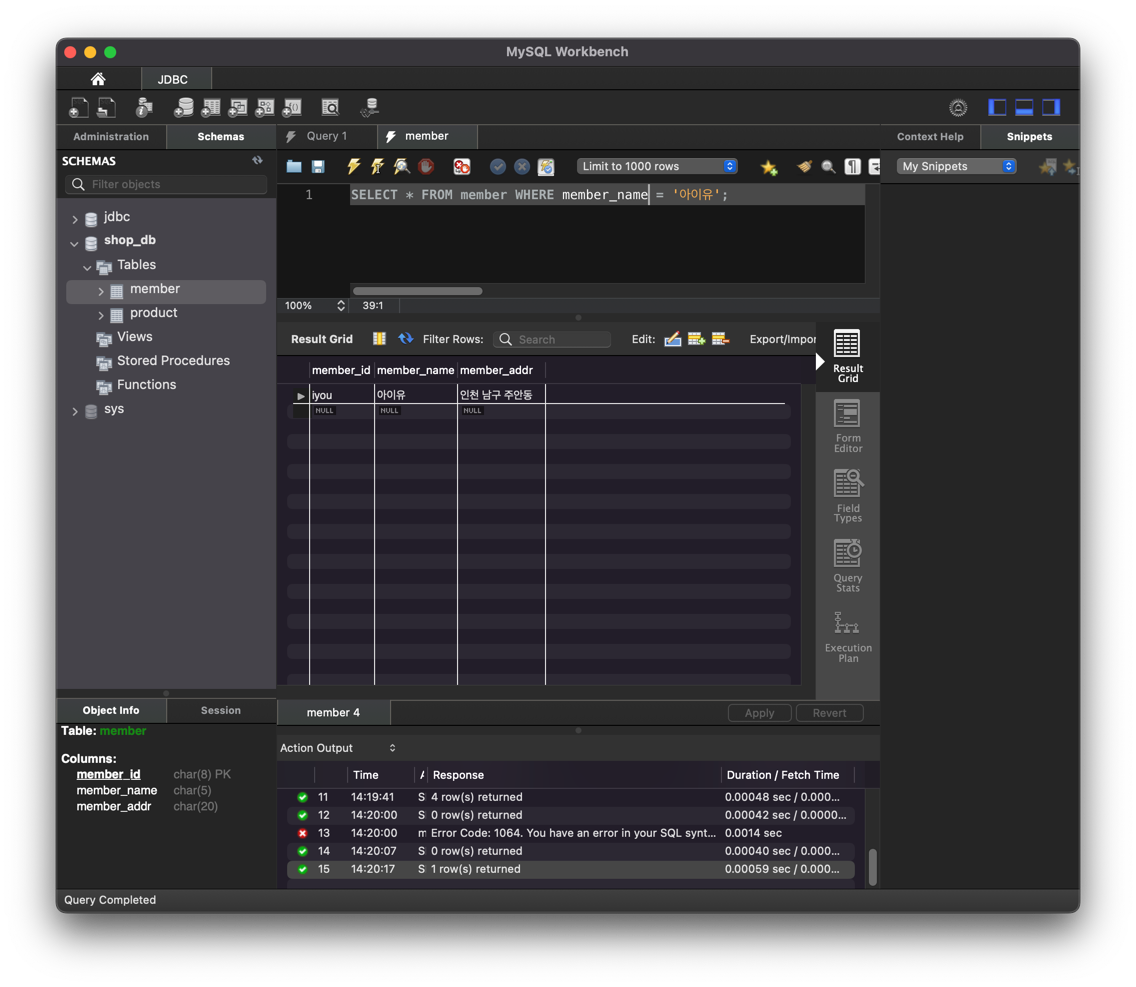 MySQL Workbench
JDBC
Administration
Schemas
Query 1
member
Context Help
Snippets
SCHEMAS
Filter objects
Limit to 1000 rows
My Snippets
1
SELECT * FROM member WHERE member_name = '아이유';
jdbc
shop_db
Tables
member
product
Views
Stored Procedures
Functions
sys
100%
39:1
Result Grid
Filter Rows:
Search
Edit:
Export/Impor
member_id member_name member_addr
iyou 아이유 인천 남구 주안동
NULL NULL NULL
Result
Grid
Form
Editor
Field
Types
Query
Stats
Execution
Plan
Object Info
Session
member 4
Apply
Revert
Table: member
Columns:
member_id char(8) PK
member_name char(5)
member_addr char(20)
Action Output
Time Response Duration / Fetch Time
11 14:19:41 S 4 row(s) returned 0.00048 sec / 0.000...
12 14:20:00 S 0 row(s) returned 0.00042 sec / 0.0000...
13 14:20:00 m Error Code: 1064. You have an error in your SQL synt... 0.0014 sec
14 14:20:07 S 0 row(s) returned 0.00040 sec / 0.000...
15 14:20:17 S 1 row(s) returned 0.00059 sec / 0.000...
Query Completed